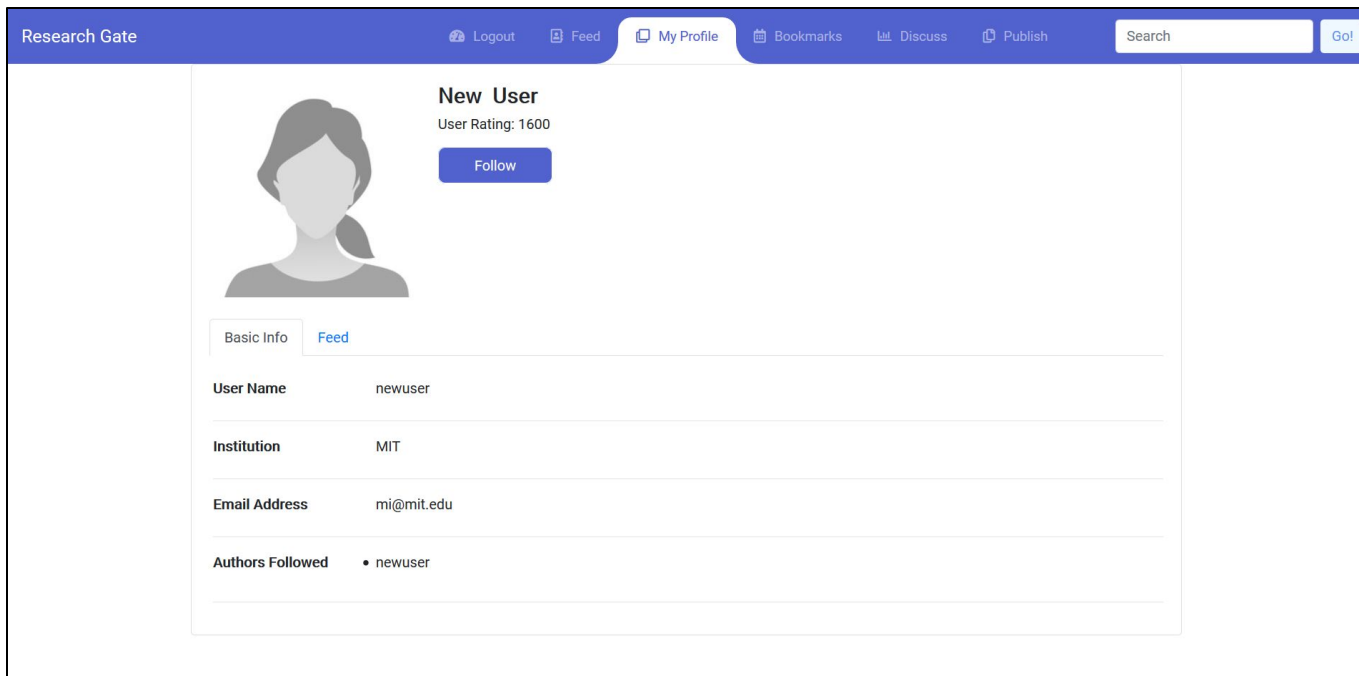 Research Gate Logout Feed My Profile Bookmarks Discuss Publish Search Go!
New User
User Rating: 1600
Follow
Basic Info Feed
User Name newuser
Institution MIT
Email Address mi@mit.edu
Authors Followed • newuser